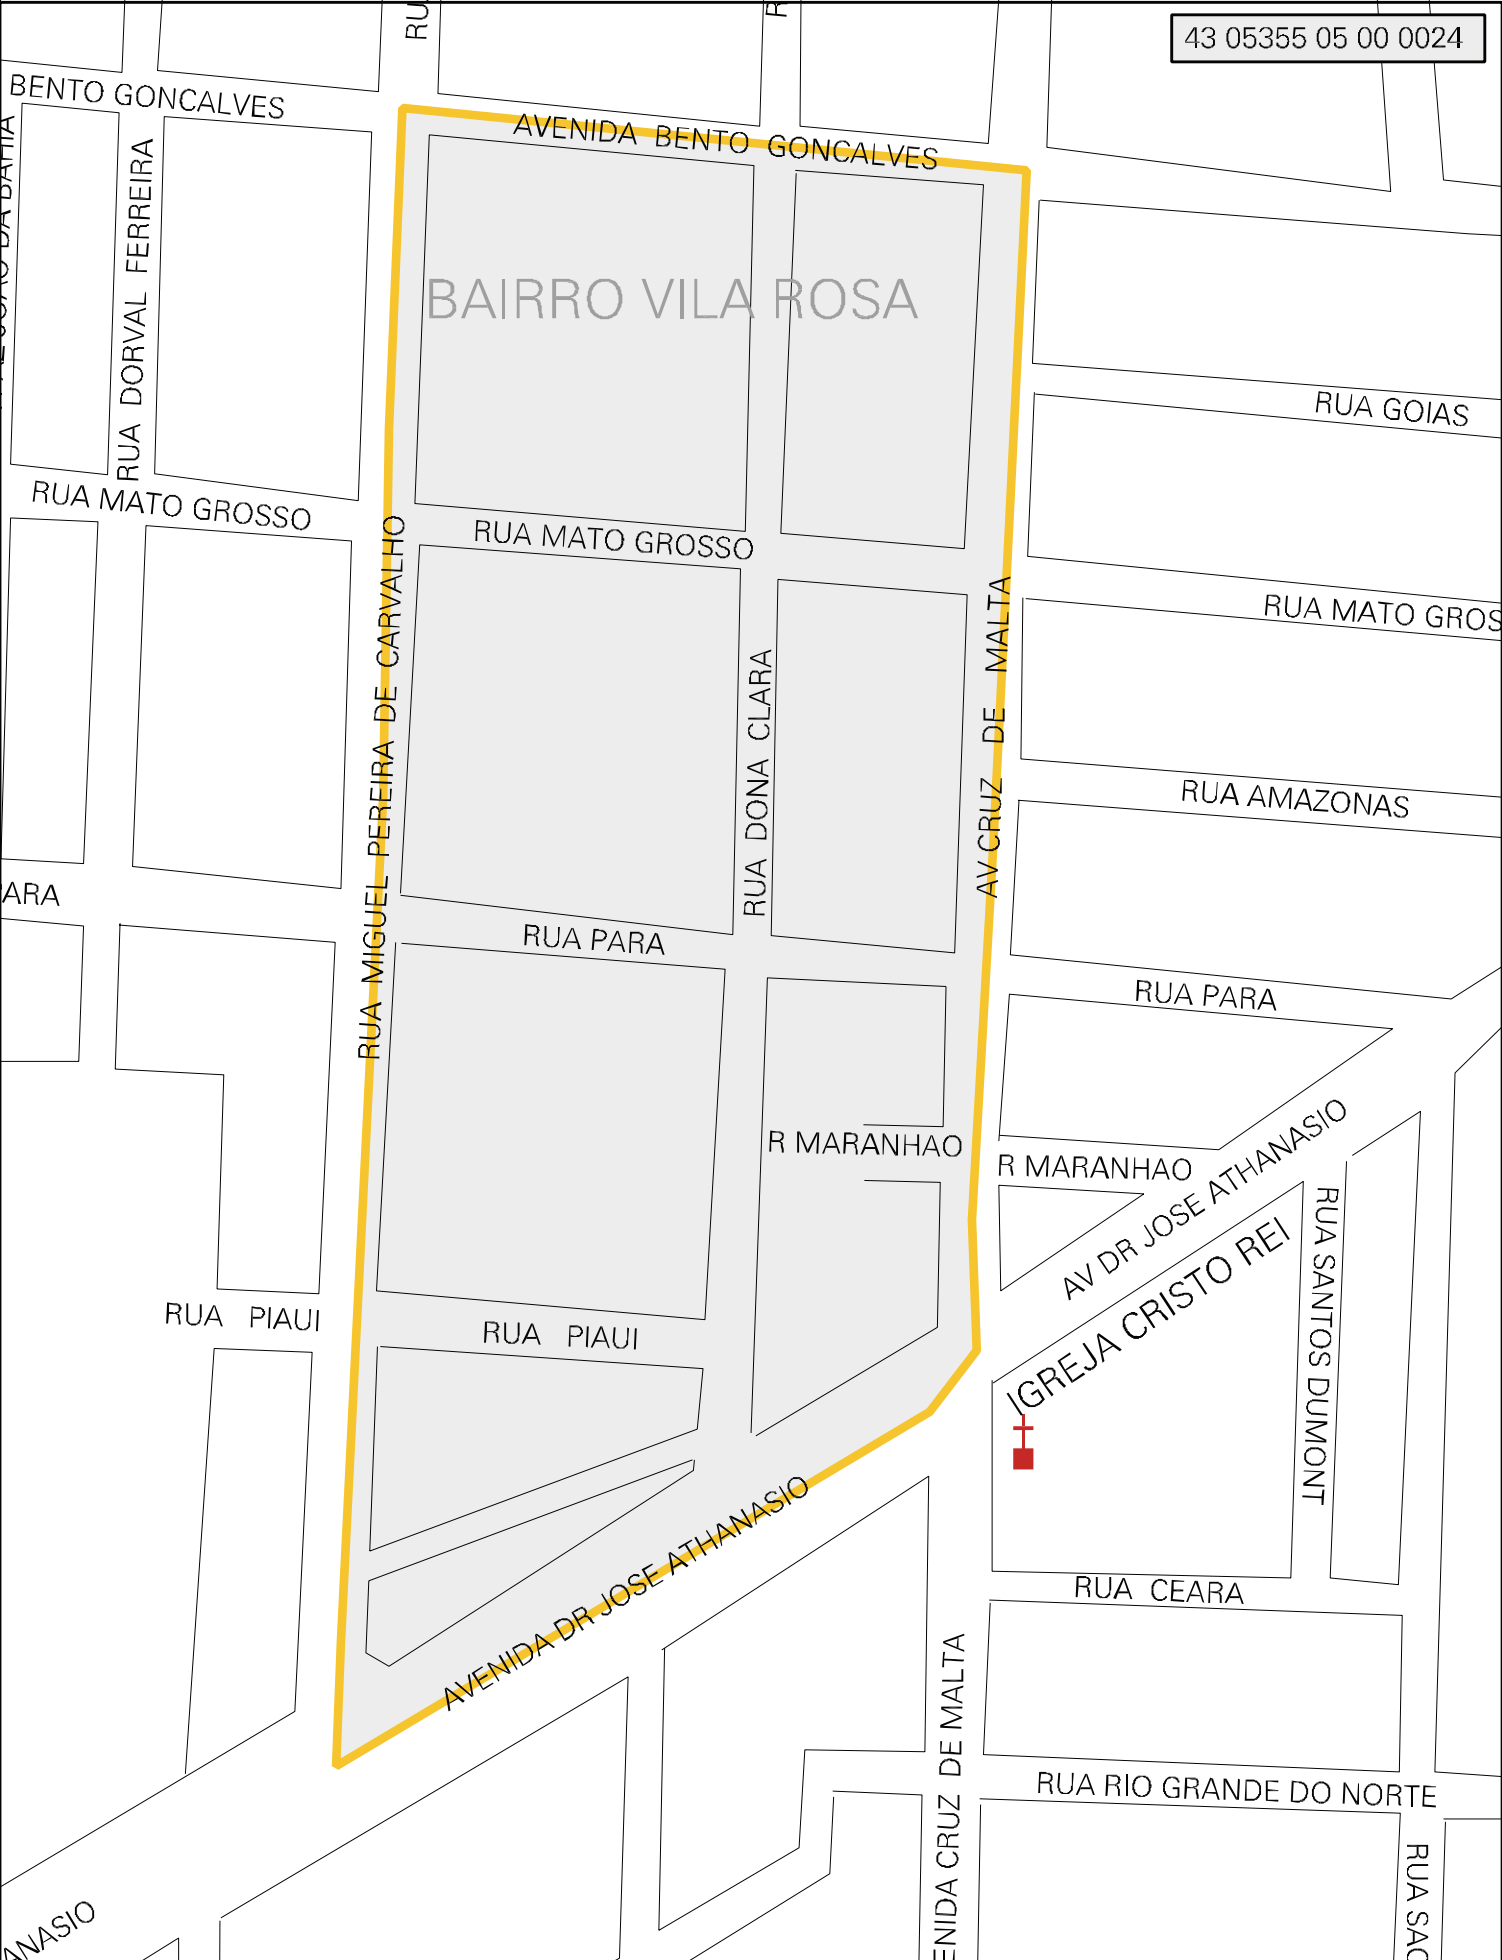 43 05355 05 00 0024
BENTO GONCALVES
AVENIDA BENTO GONCALVES
RUA DORVAL FERREIRA
BAIRRO VILA ROSA
RUA GOIAS
RUA MATO GROSSO
RUA MATO GROSSO
RUA MATO GROS
RUA MIGUEL PEREIRA DE CARVALHO
RUA DONA CLARA
AV CRUZ DE MALTA
RUA AMAZONAS
ARA
RUA PARA
RUA PARA
R MARANHAO
R MARANHAO
AV DR JOSE ATHANASIO
IGREJA CRISTO REI
RUA SANTOS DUMONT
RUA PIAUI
RUA PIAUI
AVENIDA DR JOSE ATHANASIO
RUA CEARA
ENIDA CRUZ DE MALTA
RUA RIO GRANDE DO NORTE
RUA SAO
ANASIO